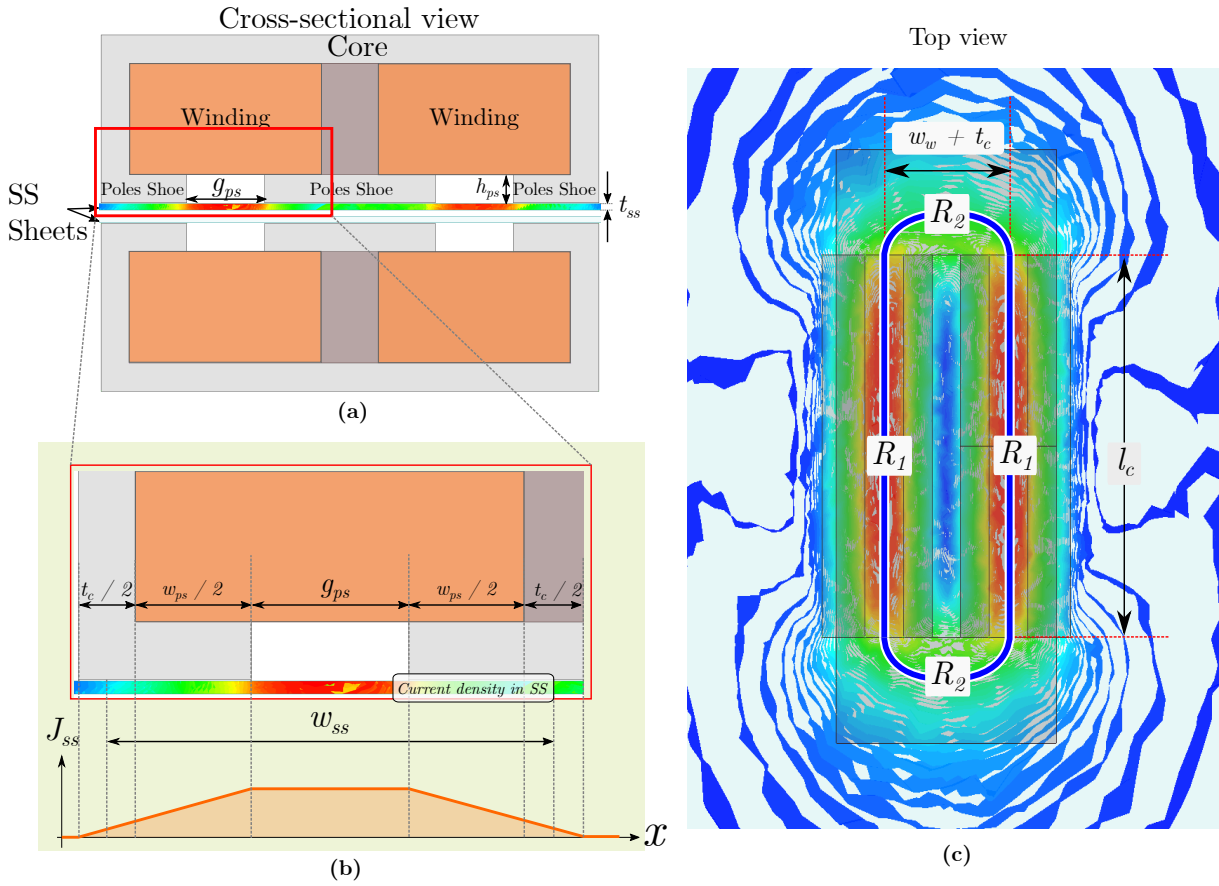 Cross-sectional view
Core
Winding
Winding
Poles Shoe
g_ps
Poles Shoe
h_ps
Poles Shoe
SS
Sheets
t_ss
(a)
t_c / 2
w_ps / 2
g_ps
w_ps / 2
t_c / 2
Current density in SS
w_ss
J_ss
x
(b)
Top view
w_w + t_c
R_2
R_1
R_1
l_c
R_2
(c)